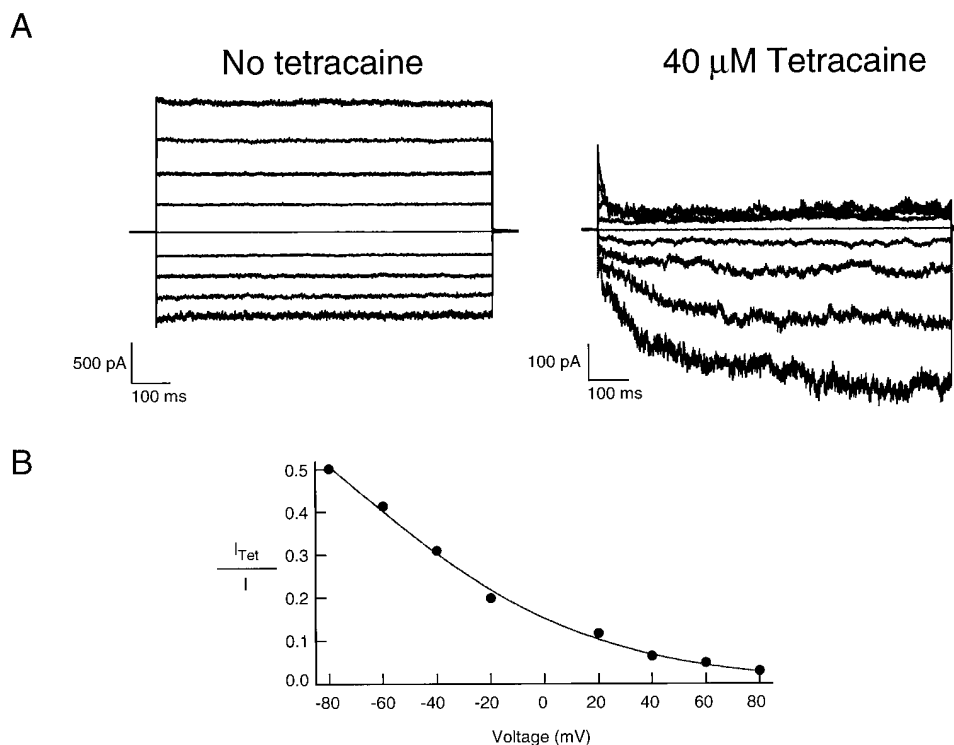 A
No tetracaine
40 μM Tetracaine
500 pA
100 ms
100 pA
100 ms
B
I_Tet
I
0.5
0.4
0.3
0.2
0.1
0.0
-80 -60 -40 -20 0 20 40 60 80
Voltage (mV)